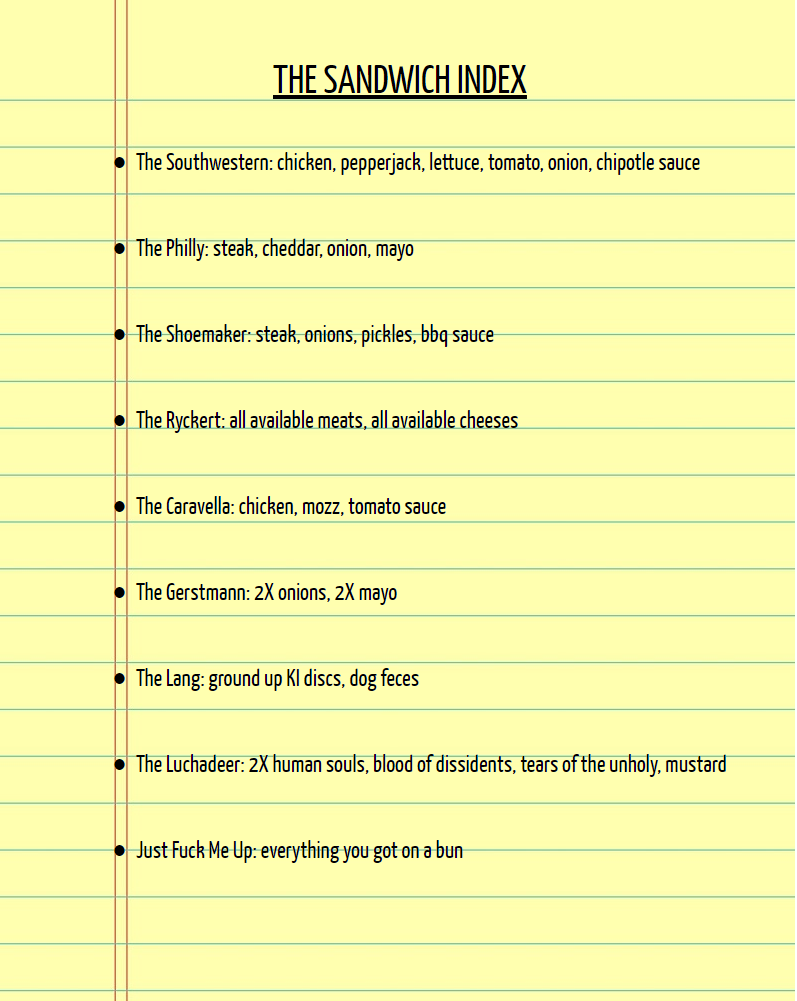 THE SANDWICH INDEX
● The Southwestern: chicken, pepperjack, lettuce, tomato, onion, chipotle sauce
● The Philly: steak, cheddar, onion, mayo
● The Shoemaker: steak, onions, pickles, bbq sauce
● The Ryckert: all available meats, all available cheeses
● The Caravella: chicken, mozz, tomato sauce
● The Gerstmann: 2X onions, 2X mayo
● The Lang: ground up KI discs, dog feces
● The Luchadeer: 2X human souls, blood of dissidents, tears of the unholy, mustard
● Just Fuck Me Up: everything you got on a bun